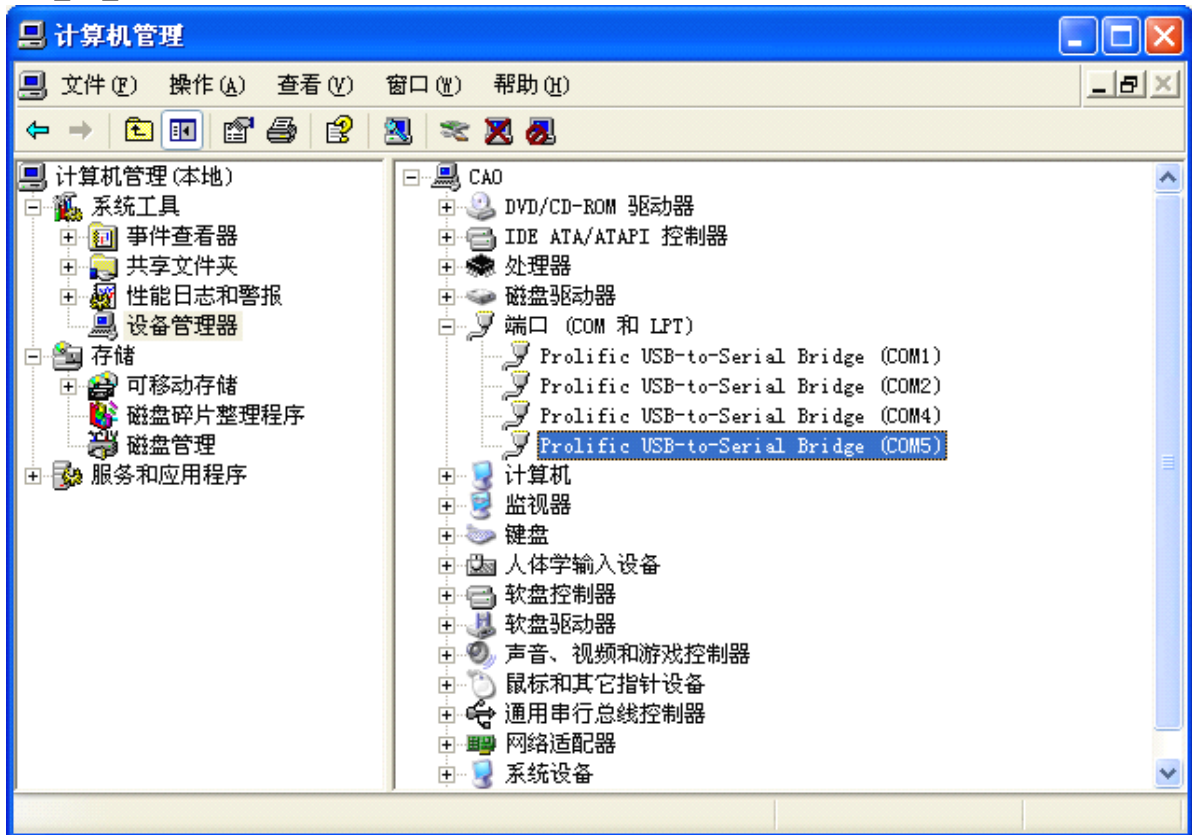 计算机管理
文件(F) 操作(A) 查看(V) 窗口(W) 帮助(H)
计算机管理(本地)
系统工具
事件查看器
共享文件夹
性能日志和警报
设备管理器
存储
可移动存储
磁盘碎片整理程序
磁盘管理
服务和应用程序
CAO
DVD/CD-ROM 驱动器
IDE ATA/ATAPI 控制器
处理器
磁盘驱动器
端口 (COM 和 LPT)
Prolific USB-to-Serial Bridge (COM1)
Prolific USB-to-Serial Bridge (COM2)
Prolific USB-to-Serial Bridge (COM4)
Prolific USB-to-Serial Bridge (COM5)
计算机
监视器
键盘
人体学输入设备
软盘控制器
软盘驱动器
声音、视频和游戏控制器
鼠标和其它指针设备
通用串行总线控制器
网络适配器
系统设备